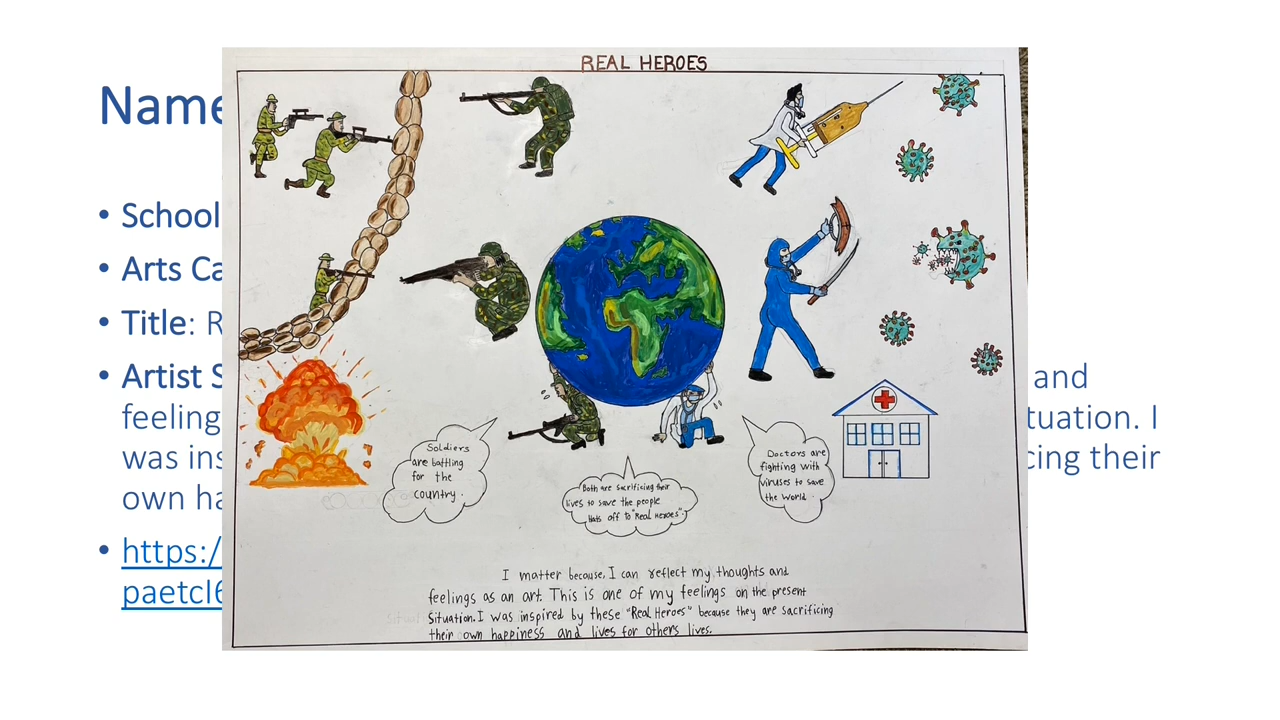 REAL HEROES
Name
School
Arts Ca
Title: R
Artist S and
feeling tuation. I
was ins cing their
own ha
https:/
paetcl6
Soldiers
are battling
for the
country.
Both are sacrificing their
lives to save the people
Hats off to "Real Heroes".
Doctors are
fighting with
viruses to save
the world.
I matter because, I can reflect my thoughts and
feelings as an art. This is one of my feelings on the present
Situation. I was inspired by these "Real Heroes" because they are sacrificing
their own happiness and lives for others lives.